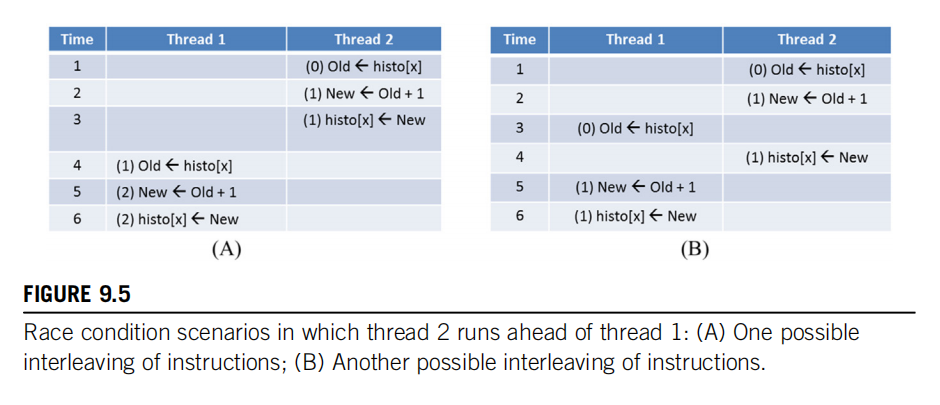 Time Thread 1 Thread 2
1 (0) Old ← histo[x]
2 (1) New ← Old + 1
3 (1) histo[x] ← New
4 (1) Old ← histo[x]
5 (2) New ← Old + 1
6 (2) histo[x] ← New
(A)
Time Thread 1 Thread 2
1 (0) Old ← histo[x]
2 (1) New ← Old + 1
3 (0) Old ← histo[x]
4 (1) histo[x] ← New
5 (1) New ← Old + 1
6 (1) histo[x] ← New
(B)
FIGURE 9.5
Race condition scenarios in which thread 2 runs ahead of thread 1: (A) One possible
interleaving of instructions; (B) Another possible interleaving of instructions.